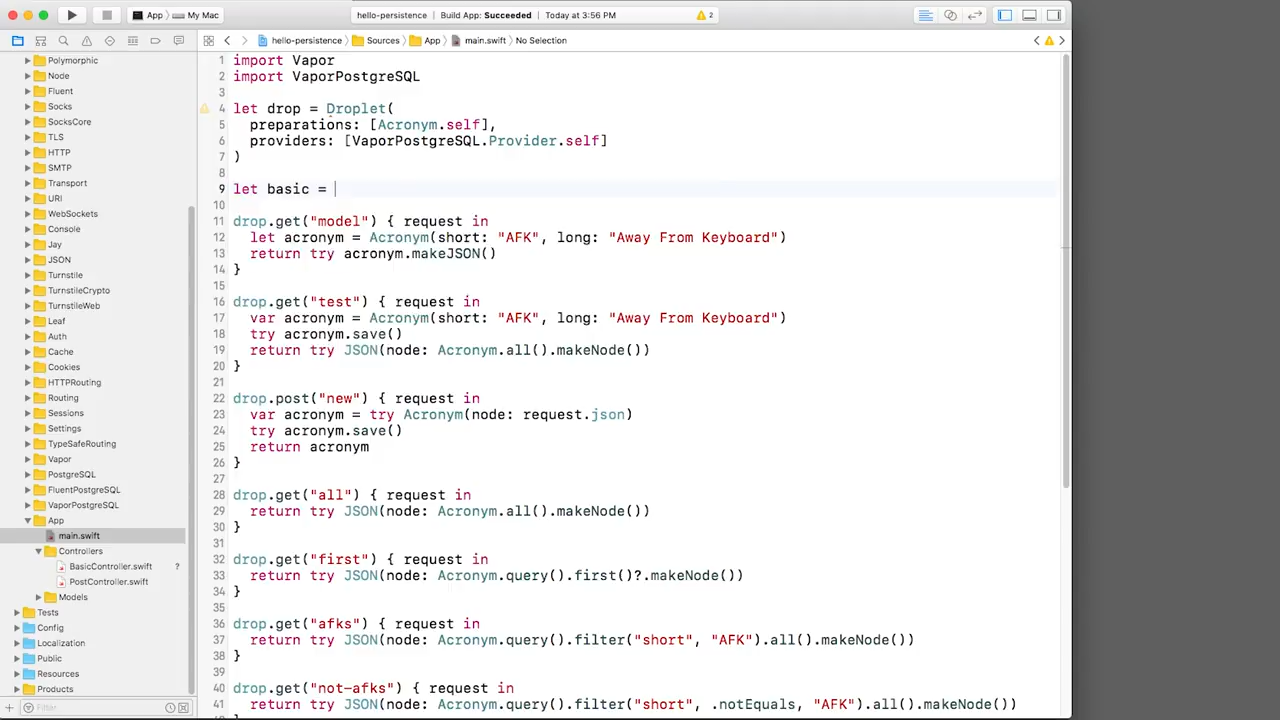 App
My Mac
hello-persistence | Build App: Succeeded | Today at 3:56 PM
2
hello-persistence
Sources
App
main.swift
No Selection
Polymorphic
Node
Fluent
Socks
SocksCore
TLS
HTTP
SMTP
Transport
URI
WebSockets
Console
Jay
JSON
Turnstile
TurnstileCrypto
TurnstileWeb
Leaf
Auth
Cache
Cookies
HTTPRouting
Routing
Sessions
Settings
TypeSafeRouting
Vapor
PostgreSQL
FluentPostgreSQL
VaporPostgreSQL
App
main.swift
Controllers
BasicController.swift ?
PostController.swift
Models
Tests
Config
Localization
Public
Resources
Products
Filter
1 import Vapor
2 import VaporPostgreSQL
3
4 let drop = Droplet(
5 preparations: [Acronym.self],
6 providers: [VaporPostgreSQL.Provider.self]
7 )
8
9 let basic =
10
11 drop.get("model") { request in
12 let acronym = Acronym(short: "AFK", long: "Away From Keyboard")
13 return try acronym.makeJSON()
14 }
15
16 drop.get("test") { request in
17 var acronym = Acronym(short: "AFK", long: "Away From Keyboard")
18 try acronym.save()
19 return try JSON(node: Acronym.all().makeNode())
20 }
21
22 drop.post("new") { request in
23 var acronym = try Acronym(node: request.json)
24 try acronym.save()
25 return acronym
26 }
27
28 drop.get("all") { request in
29 return try JSON(node: Acronym.all().makeNode())
30 }
31
32 drop.get("first") { request in
33 return try JSON(node: Acronym.query().first()?.makeNode())
34 }
35
36 drop.get("afks") { request in
37 return try JSON(node: Acronym.query().filter("short", "AFK").all().makeNode())
38 }
39
40 drop.get("not-afks") { request in
41 return try JSON(node: Acronym.query().filter("short", .notEquals, "AFK").all().makeNode())